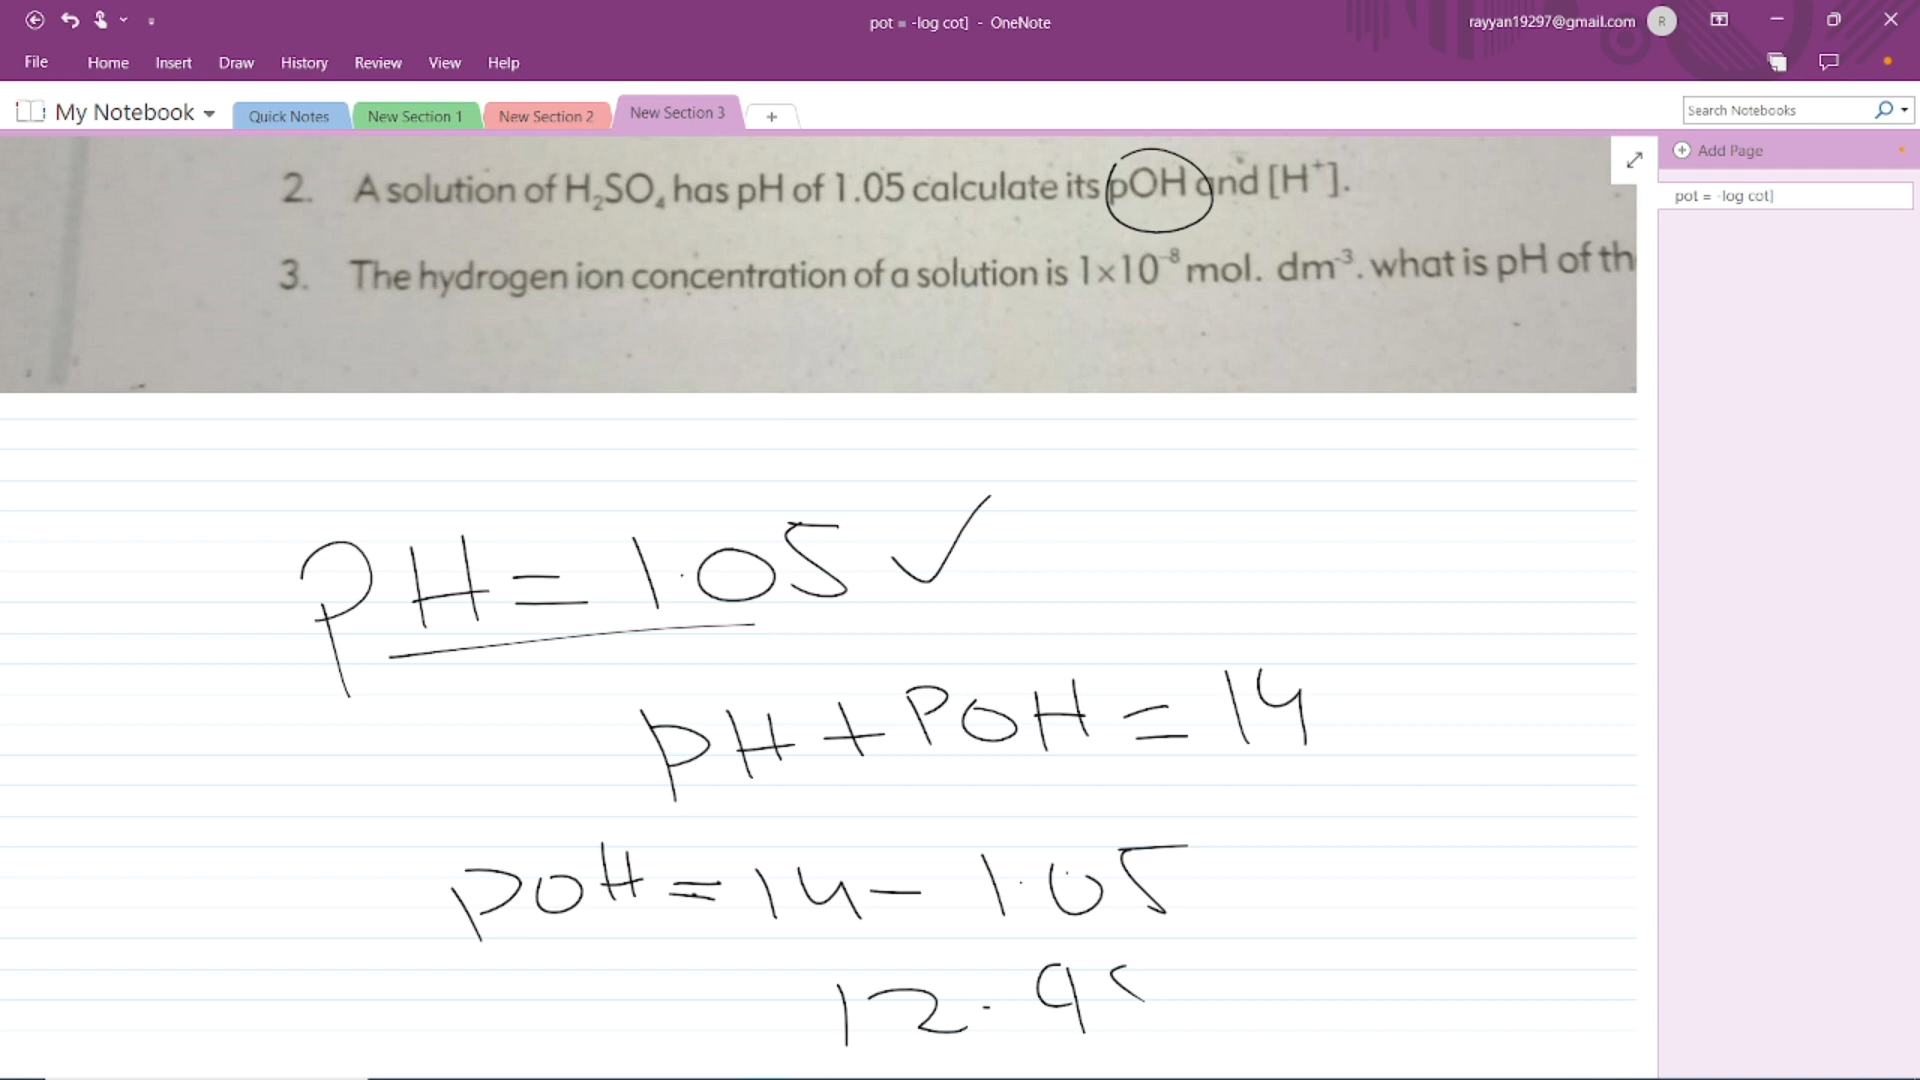 pot = -log cot] - OneNote
rayyan19297@gmail.com R
File Home Insert Draw History Review View Help
My Notebook Quick Notes New Section 1 New Section 2 New Section 3 +
Search Notebooks
Add Page
pot = -log cot]
2. A solution of H₂SO₄ has pH of 1.05 calculate its pOH and [H⁺].
3. The hydrogen ion concentration of a solution is 1×10⁻⁸ mol. dm⁻³. what is pH of th
PH = 1.05 ✓
pH + POH = 14
POH = 14 - 1.05
12.9